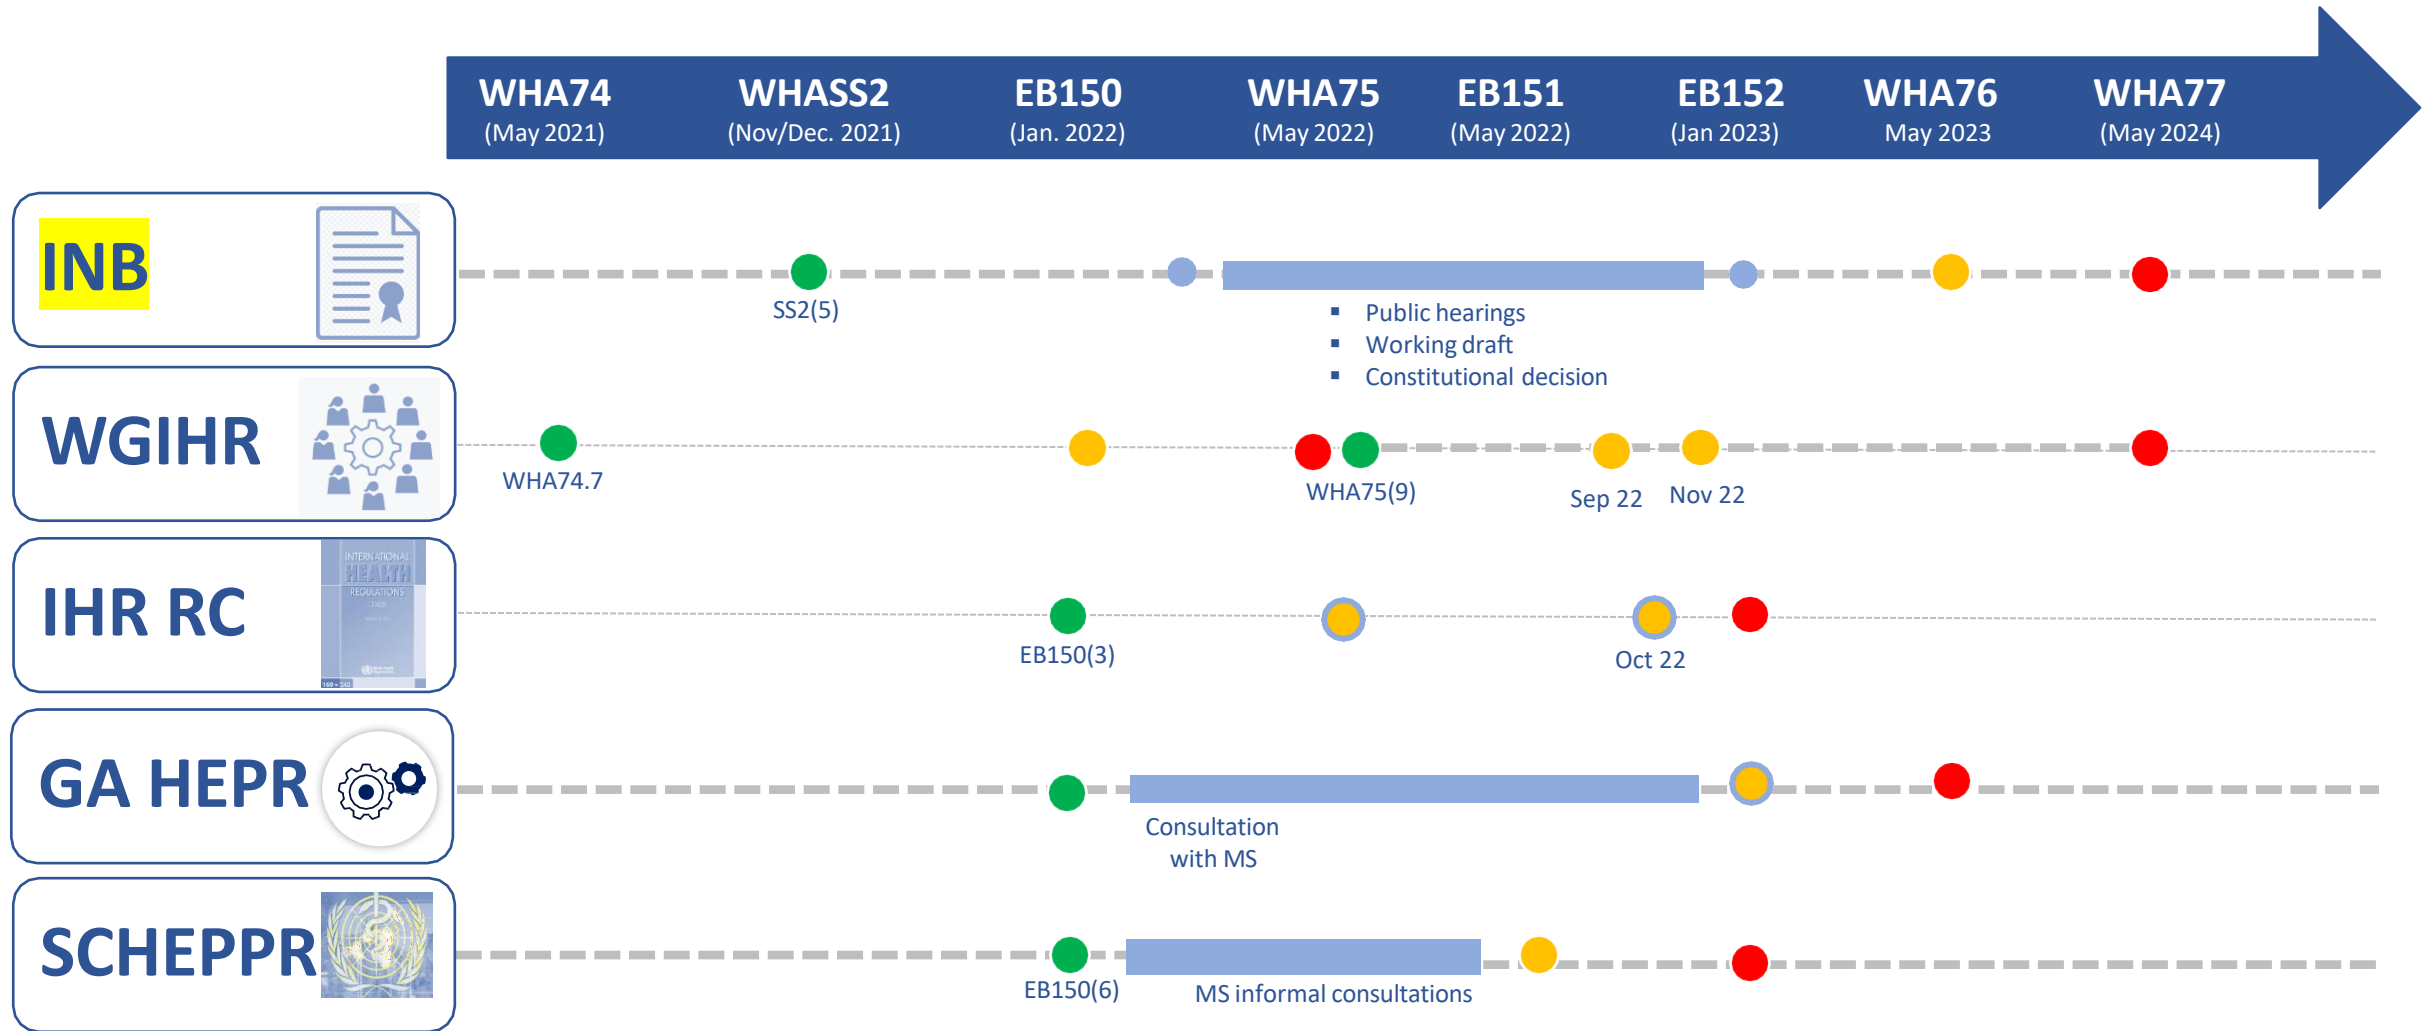 WHA74
(May 2021)
WHASS2
(Nov/Dec. 2021)
EB150
(Jan. 2022)
WHA75
(May 2022)
EB151
(May 2022)
EB152
(Jan 2023)
WHA76
May 2023
WHA77
(May 2024)
INB
SS2(5)
▪ Public hearings
▪ Working draft
▪ Constitutional decision
WGIHR
WHA74.7
WHA75(9)
Sep 22
Nov 22
IHR RC
INTERNATIONAL
HEALTH
REGULATIONS
EB150(3)
Oct 22
GA HEPR
Consultation
with MS
SCHEPPR
EB150(6)
MS informal consultations